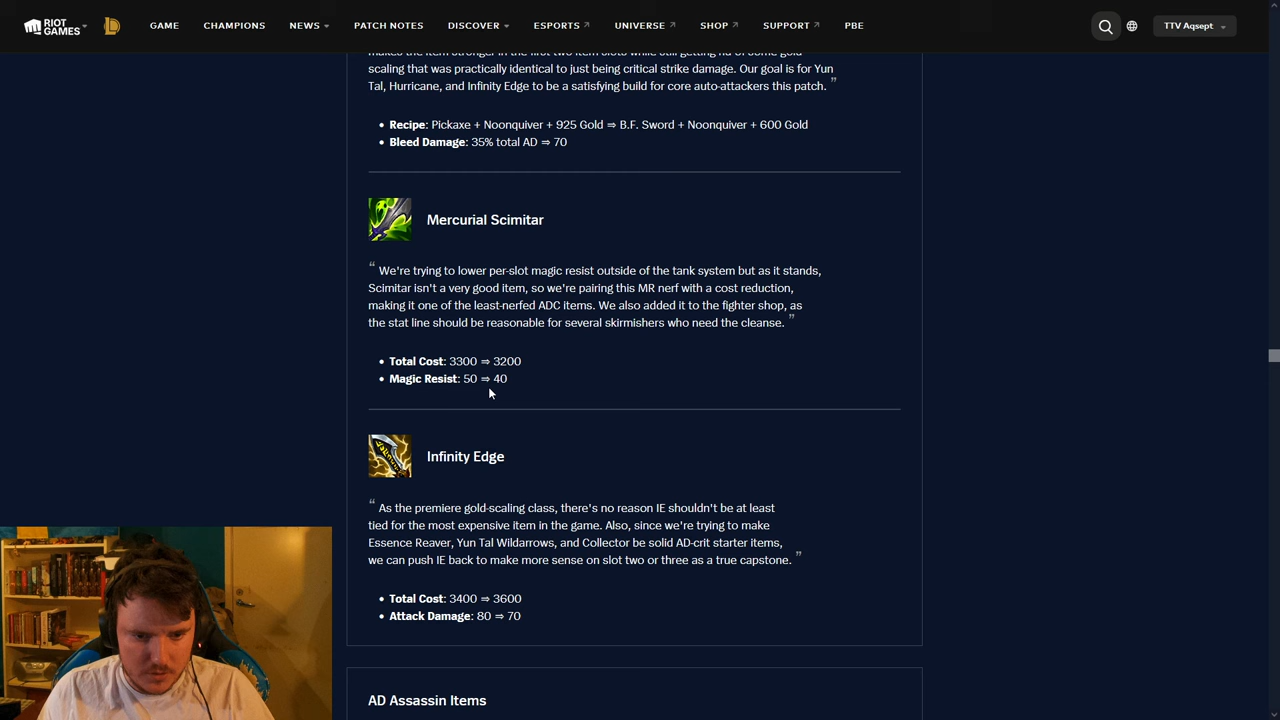 RIOT GAMES
GAME CHAMPIONS NEWS PATCH NOTES DISCOVER ESPORTS UNIVERSE SHOP SUPPORT PBE
TTV Aqsept
scaling that was practically identical to just being critical strike damage. Our goal is for Yun
Tal, Hurricane, and Infinity Edge to be a satisfying build for core auto-attackers this patch. ”
• Recipe: Pickaxe + Noonquiver + 925 Gold ⇒ B.F. Sword + Noonquiver + 600 Gold
• Bleed Damage: 35% total AD ⇒ 70
Mercurial Scimitar
“ We're trying to lower per-slot magic resist outside of the tank system but as it stands,
Scimitar isn't a very good item, so we're pairing this MR nerf with a cost reduction,
making it one of the least-nerfed ADC items. We also added it to the fighter shop, as
the stat line should be reasonable for several skirmishers who need the cleanse. ”
• Total Cost: 3300 ⇒ 3200
• Magic Resist: 50 ⇒ 40
Infinity Edge
“ As the premiere gold-scaling class, there's no reason IE shouldn't be at least
tied for the most expensive item in the game. Also, since we're trying to make
Essence Reaver, Yun Tal Wildarrows, and Collector be solid AD-crit starter items,
we can push IE back to make more sense on slot two or three as a true capstone. ”
• Total Cost: 3400 ⇒ 3600
• Attack Damage: 80 ⇒ 70
AD Assassin Items